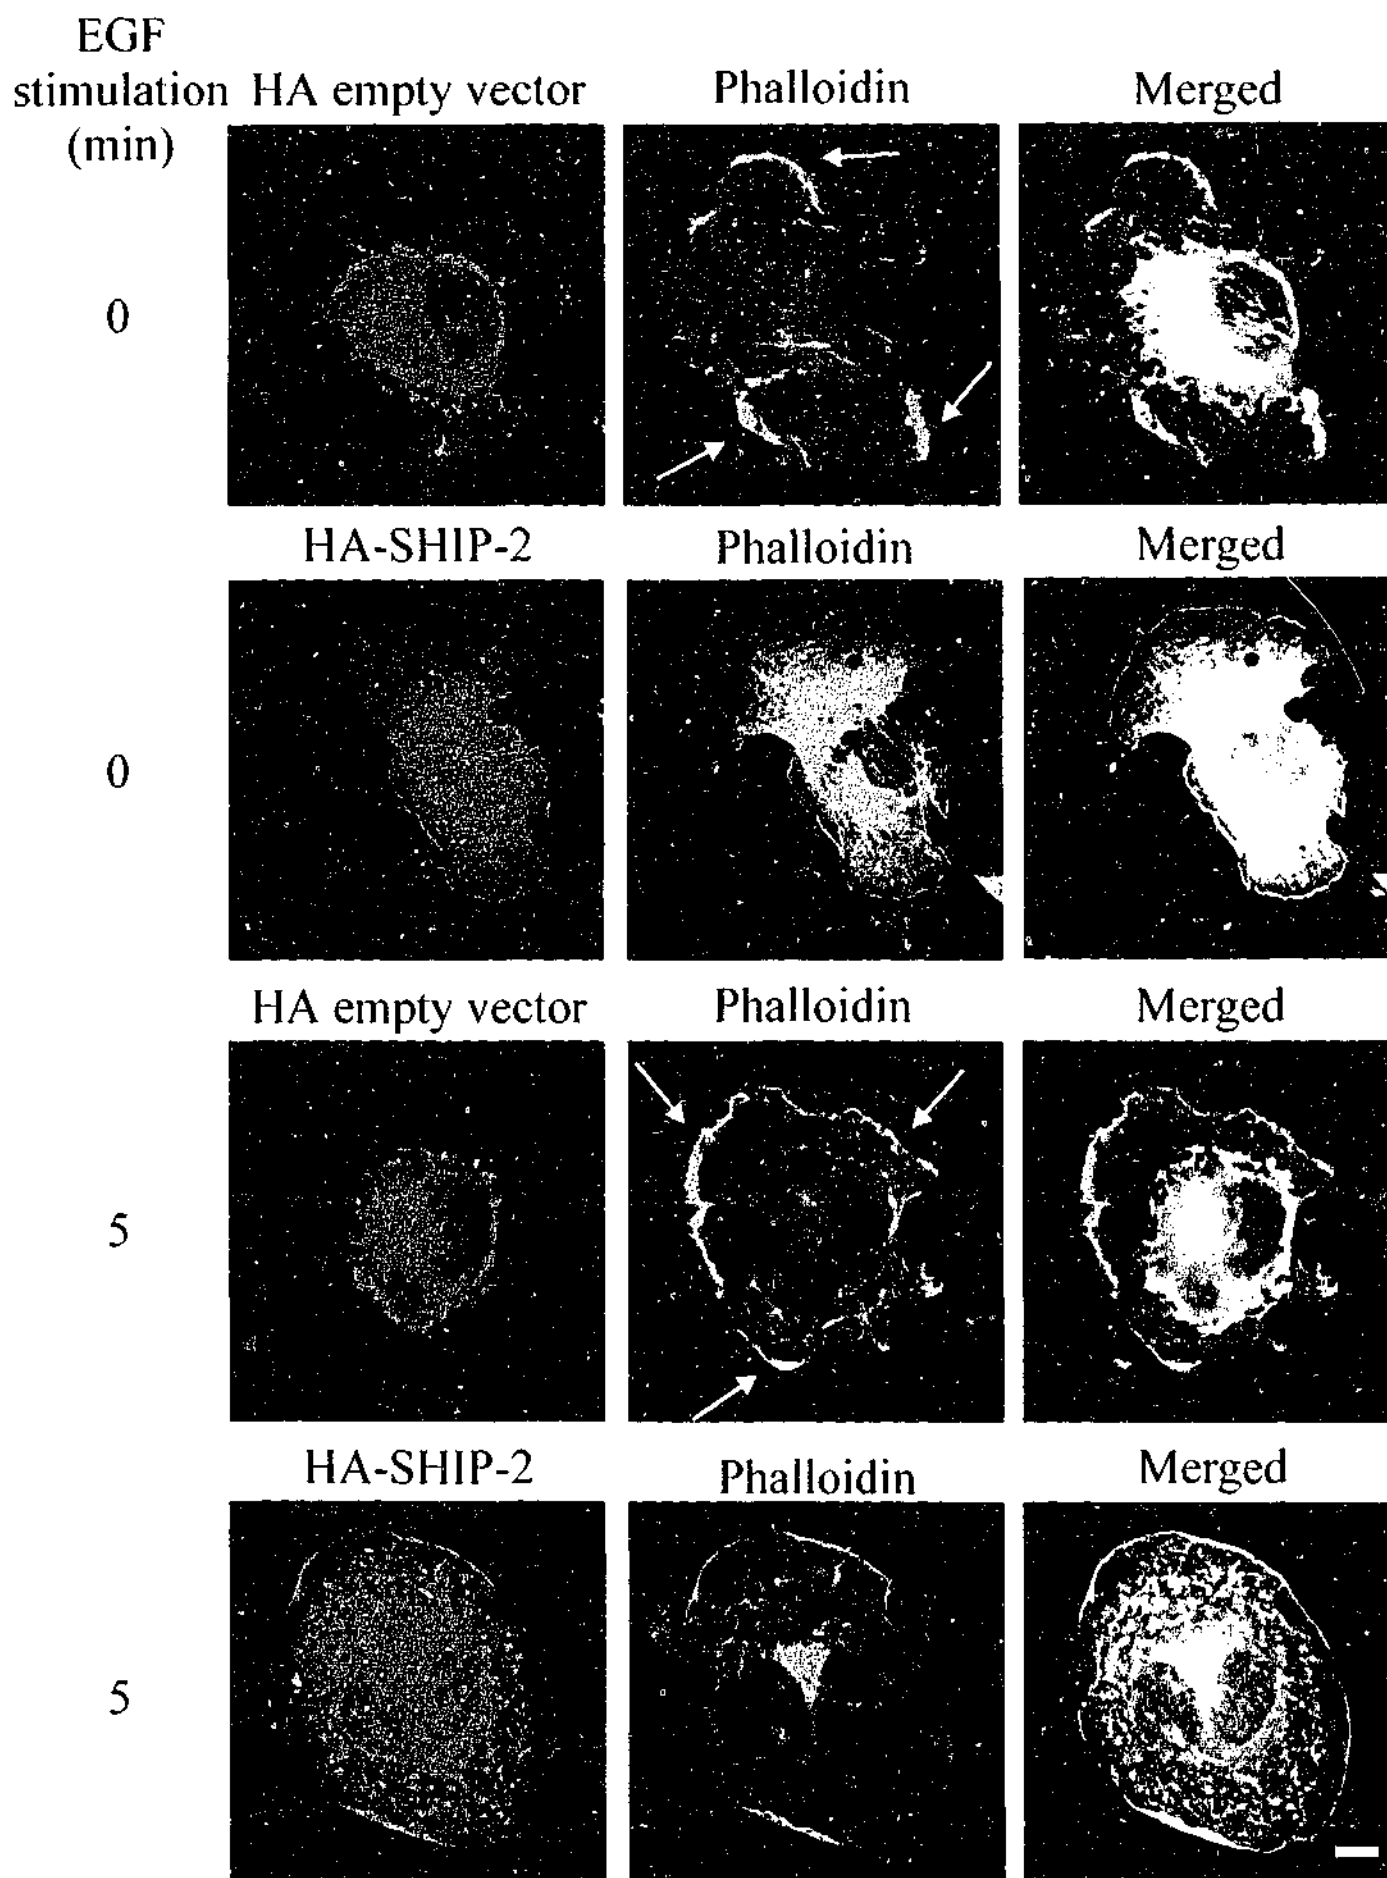 EGF
stimulation
(min)
HA empty vector
Phalloidin
Merged
0
HA-SHIP-2
Phalloidin
Merged
0
HA empty vector
Phalloidin
Merged
5
HA-SHIP-2
Phalloidin
Merged
5